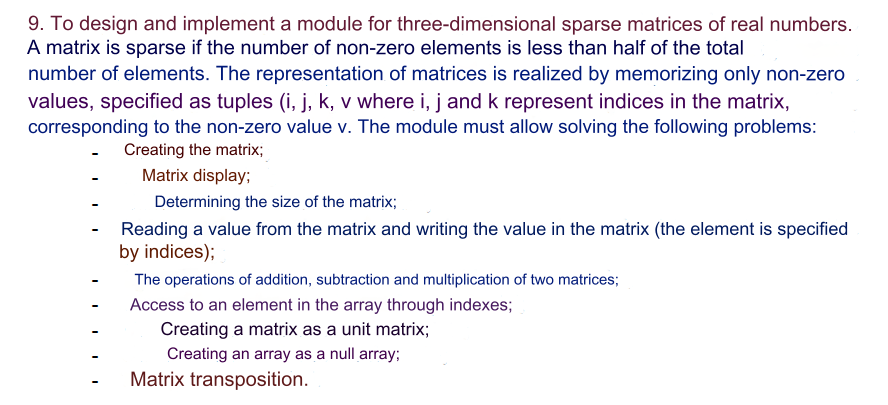 9. To design and implement a module for three-dimensional sparse matrices of real numbers.
A matrix is sparse if the number of non-zero elements is less than half of the total
number of elements. The representation of matrices is realized by memorizing only non-zero
values, specified as tuples (i, j, k, v where i, j and k represent indices in the matrix,
corresponding to the non-zero value v. The module must allow solving the following problems:
- Creating the matrix;
- Matrix display;
- Determining the size of the matrix;
- Reading a value from the matrix and writing the value in the matrix (the element is specified
by indices);
- The operations of addition, subtraction and multiplication of two matrices;
- Access to an element in the array through indexes;
- Creating a matrix as a unit matrix;
- Creating an array as a null array;
- Matrix transposition.